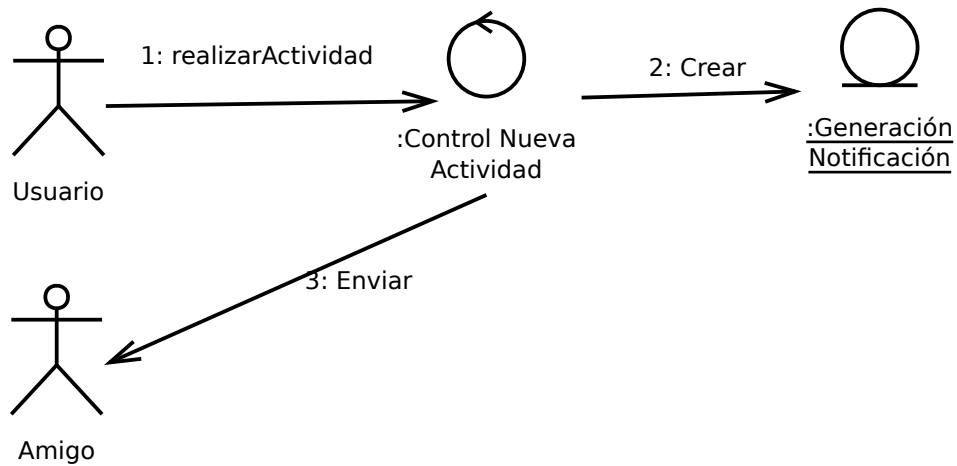 1: realizarActividad
2: Crear
:Control Nueva
Actividad
:Generación
Notificación
Usuario
3: Enviar
Amigo